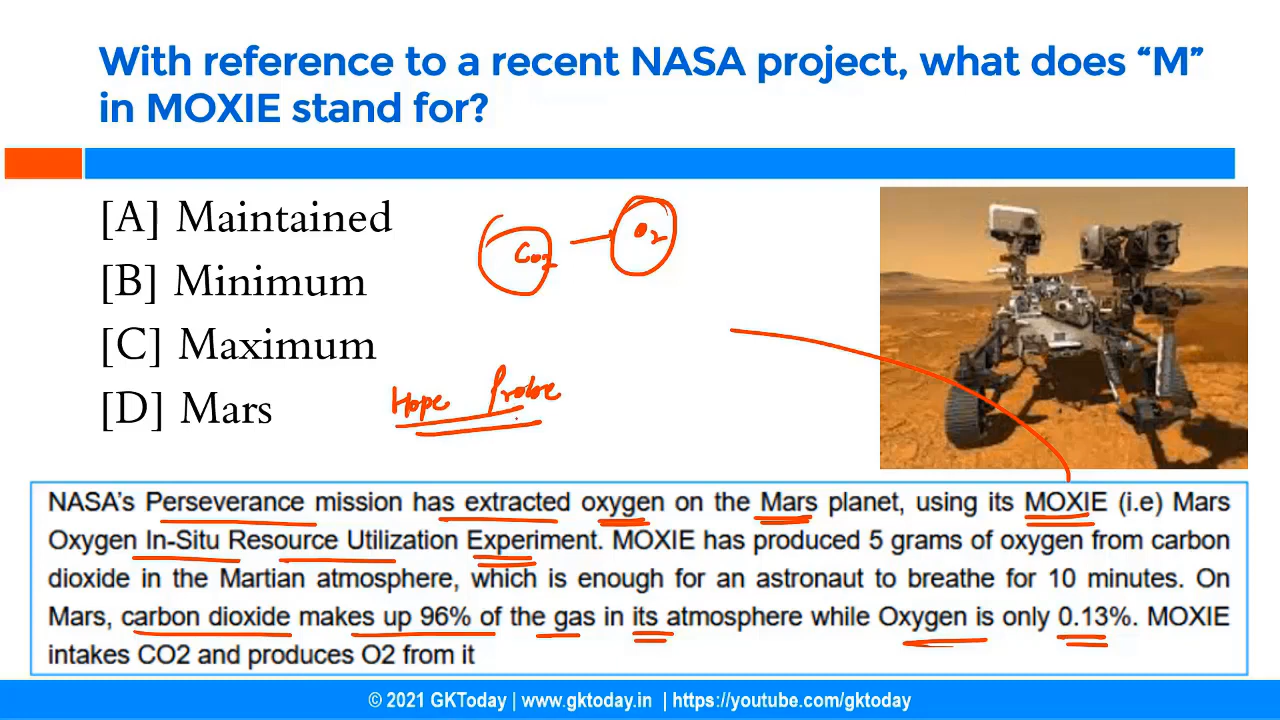 With reference to a recent NASA project, what does “M”
in MOXIE stand for?
[A] Maintained
[B] Minimum
[C] Maximum
[D] Mars
CO2
O2
Hope Probe
NASA's Perseverance mission has extracted oxygen on the Mars planet, using its MOXIE (i.e) Mars
Oxygen In-Situ Resource Utilization Experiment. MOXIE has produced 5 grams of oxygen from carbon
dioxide in the Martian atmosphere, which is enough for an astronaut to breathe for 10 minutes. On
Mars, carbon dioxide makes up 96% of the gas in its atmosphere while Oxygen is only 0.13%. MOXIE
intakes CO2 and produces O2 from it
© 2021 GKToday | www.gktoday.in | https://youtube.com/gktoday